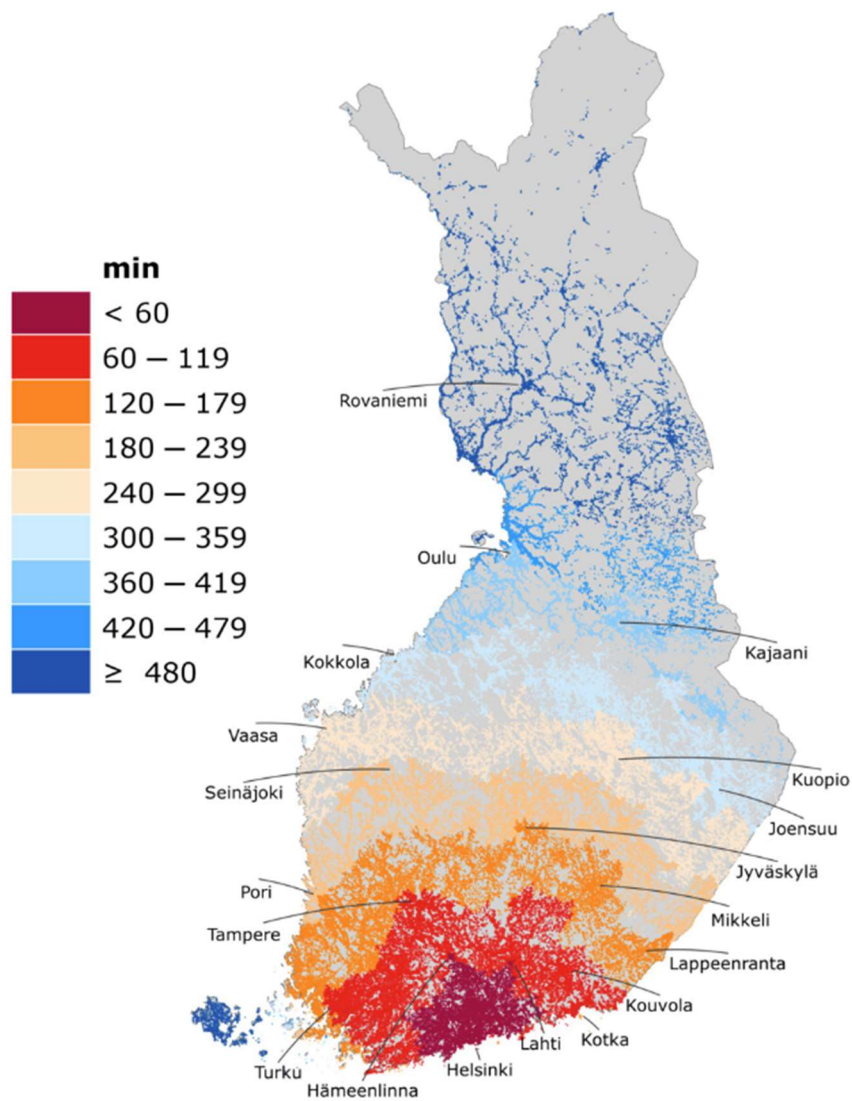 min
< 60
60 – 119
120 – 179
180 – 239
240 – 299
300 – 359
360 – 419
420 – 479
≥ 480
Rovaniemi
Oulu
Kajaani
Kokkola
Vaasa
Kuopio
Seinäjoki
Joensuu
Jyväskylä
Pori
Mikkeli
Tampere
Lappeenranta
Kouvola
Kotka
Lahti
Helsinki
Turku
Hämeenlinna